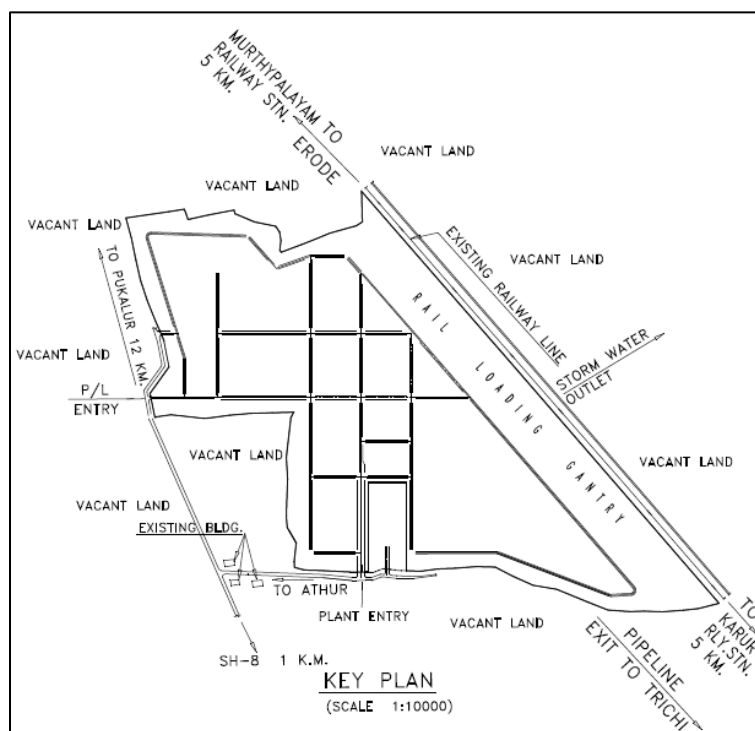 MURTHYPALAYAM TO
RAILWAY STN.
5 KM.
ERODE
VACANT LAND
VACANT LAND
VACANT LAND
EXISTING RAILWAY LINE
VACANT LAND
TO PUKALUR 12 KM.
RAIL LOADING GANTRY
STORM WATER
OUTLET
VACANT LAND
P/L
ENTRY
VACANT LAND
VACANT LAND
VACANT LAND
EXISTING BLDG.
TO ATHUR
PLANT ENTRY
VACANT LAND
TO
KARUR
RLY.STN.
5 KM.
PIPELINE
EXIT TO TRICHI
SH-8 1 K.M.
KEY PLAN
(SCALE 1:10000)